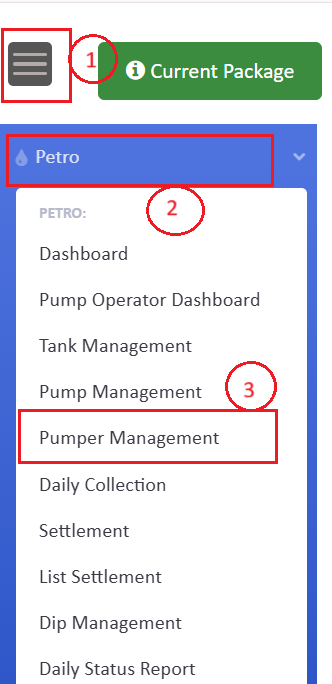 1
Current Package
Petro
2
PETRO:
Dashboard
Pump Operator Dashboard
Tank Management
Pump Management
3
Pumper Management
Daily Collection
Settlement
List Settlement
Dip Management
Daily Status Report